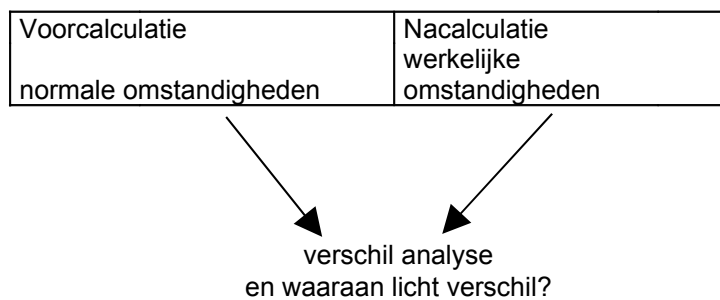 Voorcalculatie
normale omstandigheden
Nacalculatie
werkelijke
omstandigheden
verschil analyse
en waaraan licht verschil?